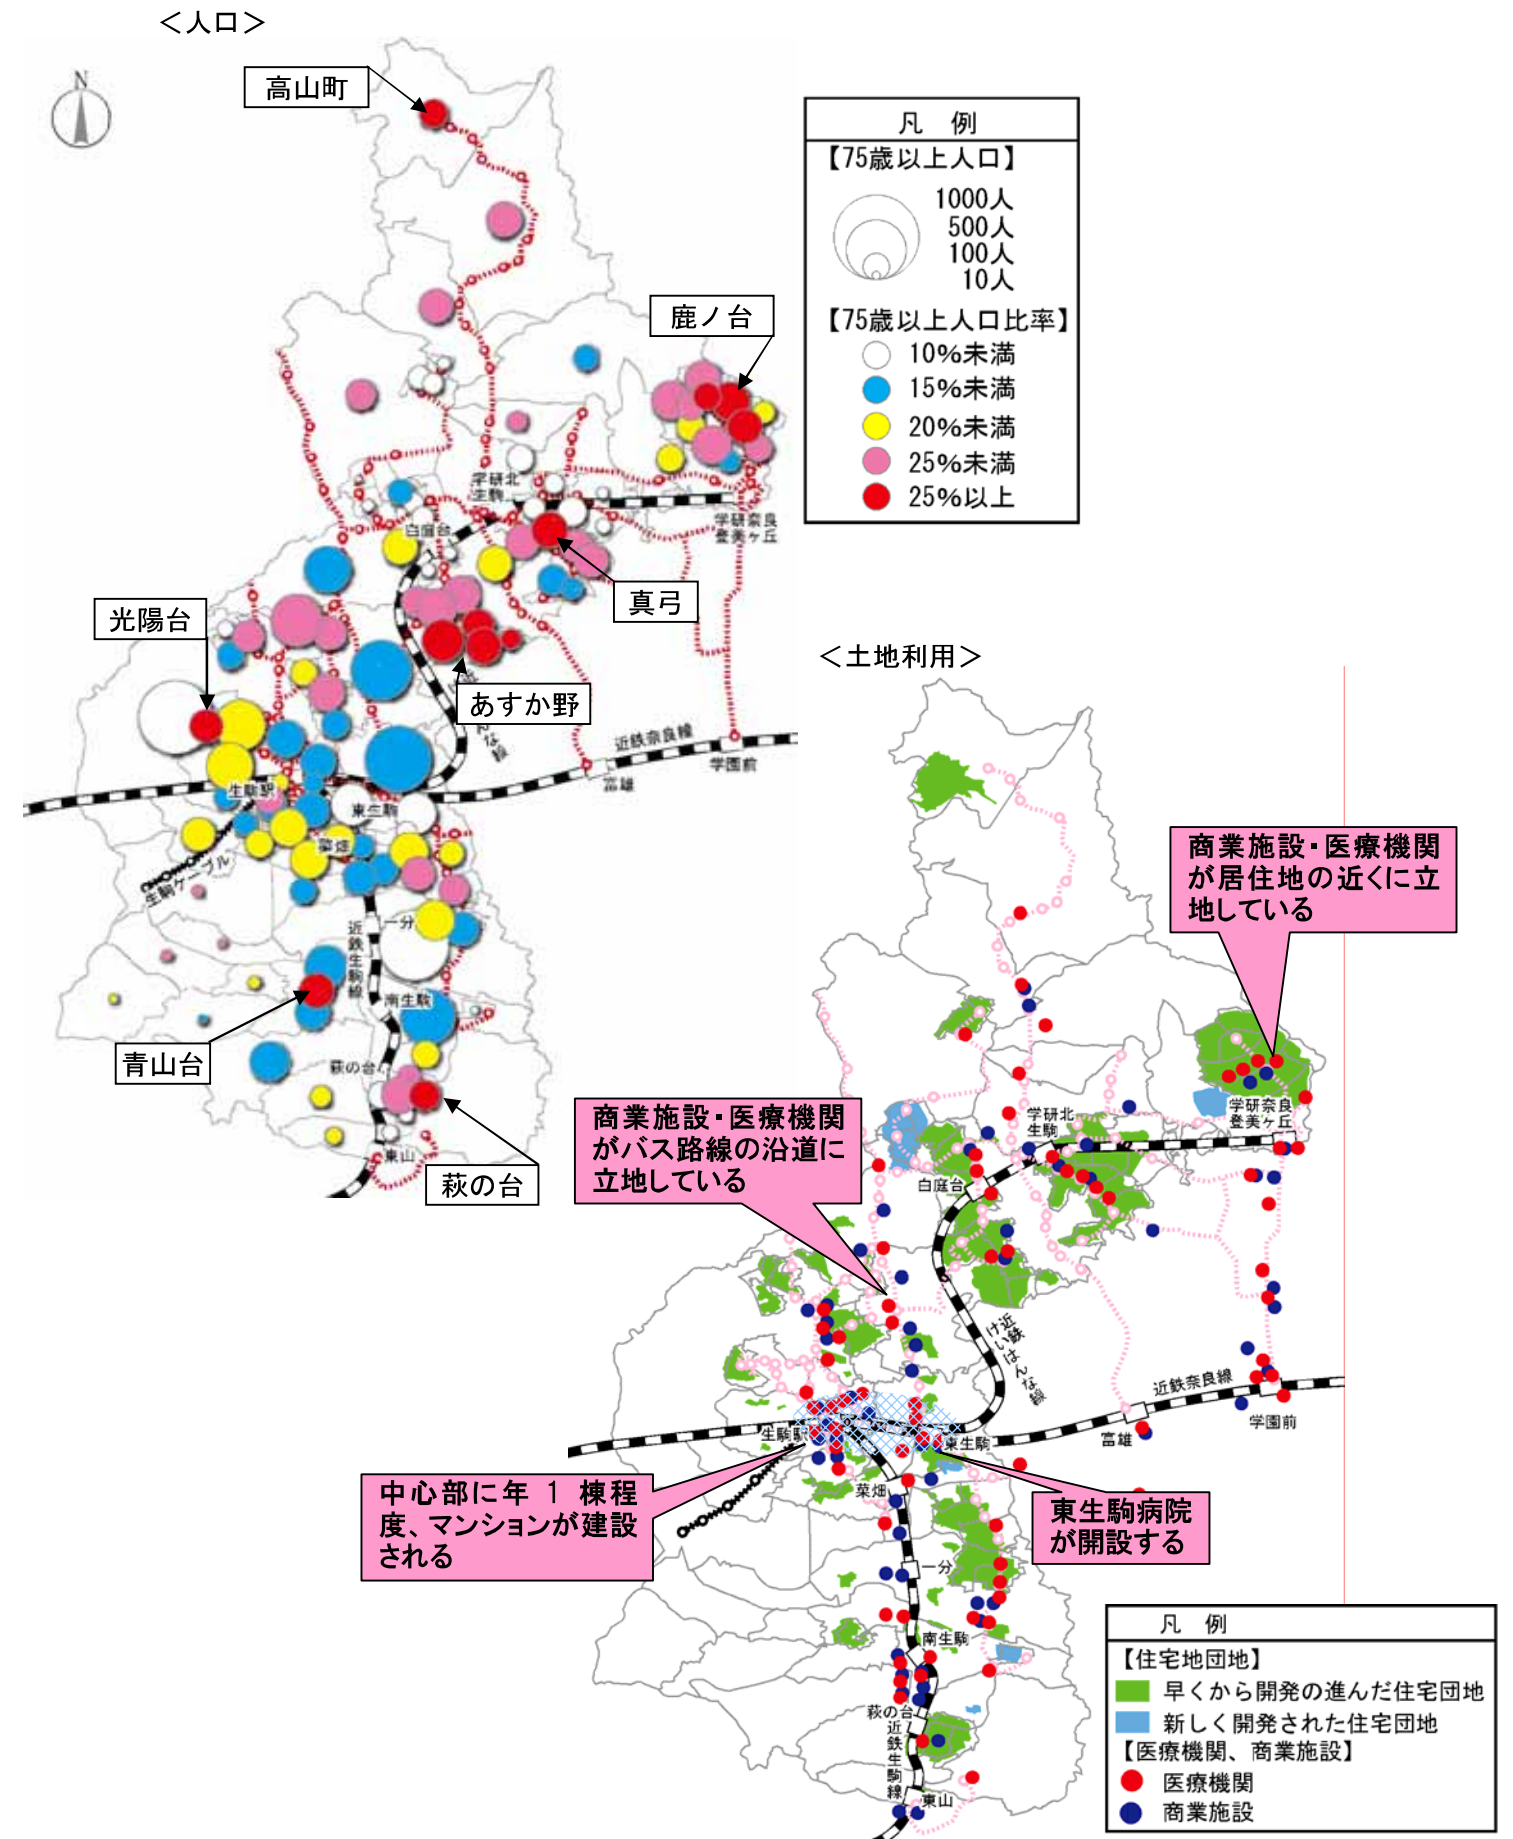 ＜人口＞
N
高山町
鹿ノ台
学研北
生駒
白庭台
学研奈良
登美ヶ丘
真弓
光陽台
あすか野
んな線
近鉄奈良線
学園前
富雄
生駒駅
東生駒
菜畑
生駒ケーブル
一分
近鉄生駒線
南生駒
青山台
萩の台
東山
萩の台
凡　例
【75歳以上人口】
1000人
500人
100人
10人
【75歳以上人口比率】
10%未満
15%未満
20%未満
25%未満
25%以上
＜土地利用＞
商業施設・医療機関
が居住地の近くに立
地している
商業施設・医療機関
がバス路線の沿道に
立地している
学研北
生駒
学研奈良
登美ヶ丘
白庭台
近鉄
けいはんな線
近鉄奈良線
学園前
富雄
生駒駅
東生駒
菜畑
中心部に年 1 棟程
度、マンションが建設
される
東生駒病院
が開設する
一分
南生駒
萩の台
近鉄生駒線
東山
凡　例
【住宅地団地】
早くから開発の進んだ住宅団地
新しく開発された住宅団地
【医療機関、商業施設】
医療機関
商業施設